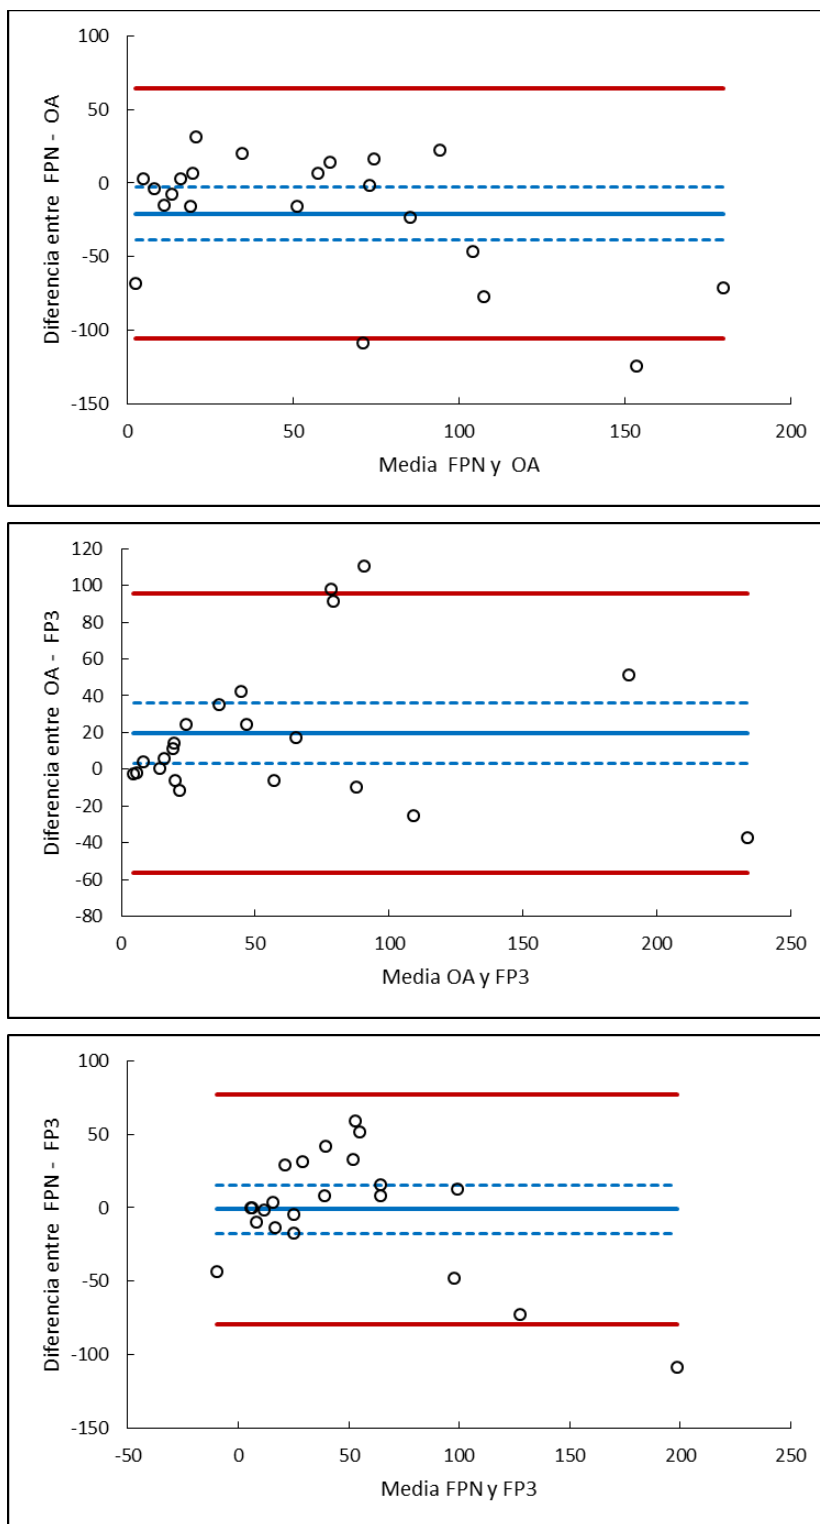 100
50
0
-50
-100
-150
0 50 100 150 200
Diferencia entre FPN - OA
Media FPN y OA
120
100
80
60
40
20
0
-20
-40
-60
-80
0 50 100 150 200 250
Diferencia entre OA - FP3
Media OA y FP3
100
50
0
-50
-100
-150
-50 0 50 100 150 200 250
Diferencia entre FPN - FP3
Media FPN y FP3